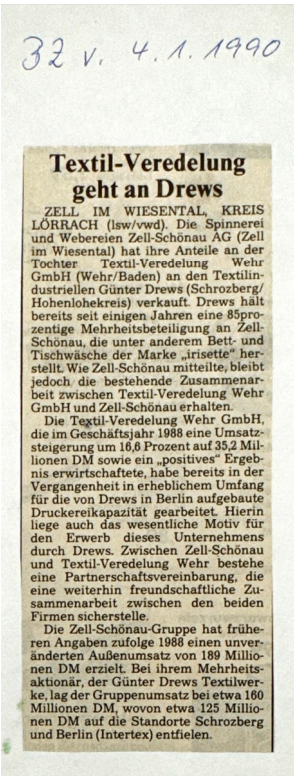 BZ v. 4.1.1990
Textil-Veredelung
geht an Drews
ZELL IM WIESENTAL, KREIS
LÖRRACH (lsw/vwd). Die Spinnerei
und Webereien Zell-Schönau AG (Zell
im Wiesental) hat ihre Anteile an der
Tochter Textil-Veredelung Wehr
GmbH (Wehr/Baden) an den Textilin-
dustriellen Günter Drews (Schrozberg/
Hohenlohekreis) verkauft. Drews hält
bereits seit einigen Jahren eine 85pro-
zentige Mehrheitsbeteiligung an Zell-
Schönau, die unter anderem Bett- und
Tischwäsche der Marke „irisette" her-
stellt. Wie Zell-Schönau mitteilte, bleibt
jedoch die bestehende Zusammenar-
beit zwischen Textil-Veredelung Wehr
GmbH und Zell-Schönau erhalten.
Die Textil-Veredelung Wehr GmbH,
die im Geschäftsjahr 1988 eine Umsatz-
steigerung um 16,6 Prozent auf 35,2 Mil-
lionen DM sowie ein „positives" Ergeb-
nis erwirtschaftete, habe bereits in der
Vergangenheit in erheblichem Umfang
für die von Drews in Berlin aufgebaute
Druckereikapazität gearbeitet. Hierin
liege auch das wesentliche Motiv für
den Erwerb dieses Unternehmens
durch Drews. Zwischen Zell-Schönau
und Textil-Veredelung Wehr bestehe
eine Partnerschaftsvereinbarung, die
eine weiterhin freundschaftliche Zu-
sammenarbeit zwischen den beiden
Firmen sicherstelle.
Die Zell-Schönau-Gruppe hat frühe-
ren Angaben zufolge 1988 einen unver-
änderten Außenumsatz von 189 Millio-
nen DM erzielt. Bei ihrem Mehrheits-
aktionär, der Günter Drews Textilwer-
ke, lag der Gruppenumsatz bei etwa 160
Millionen DM, wovon etwa 125 Millio-
nen DM auf die Standorte Schrozberg
und Berlin (Intertex) entfielen.